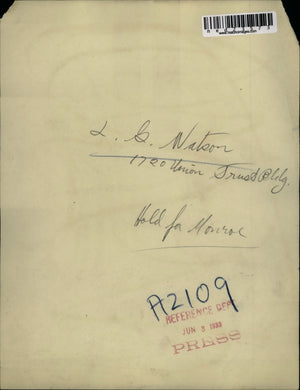 L. G. Watson
1720 Union Trust Bldg.
Hold for Monroe
A2109
REFERENCE DEPT
JUN 3 1933
PRESS